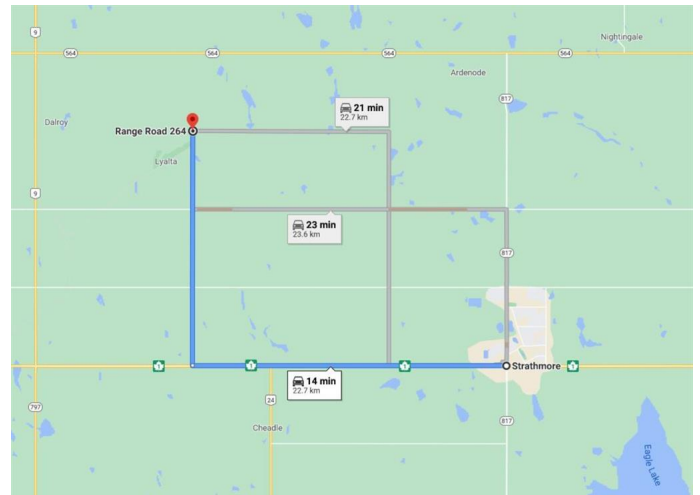 9
Nightingale
564
564
564
564
Ardenode
817
21 min
22.7 km
Dalroy
Range Road 264
Lyalta
9
23 min
23.6 km
817
1
1
1
Strathmore
1
14 min
22.7 km
797
24
Cheadle
817
Eagle Lake